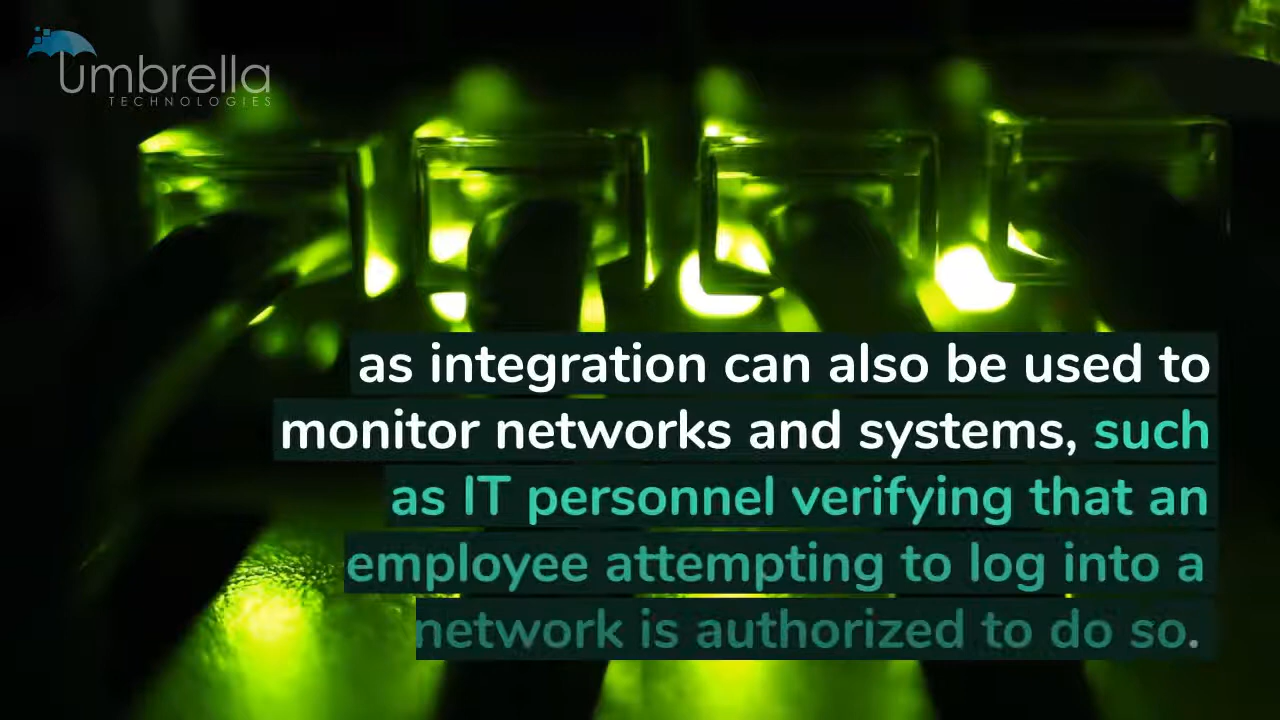 Umbrella
TECHNOLOGIES
as integration can also be used to
monitor networks and systems, such
as IT personnel verifying that an
employee attempting to log into a
network is authorized to do so.